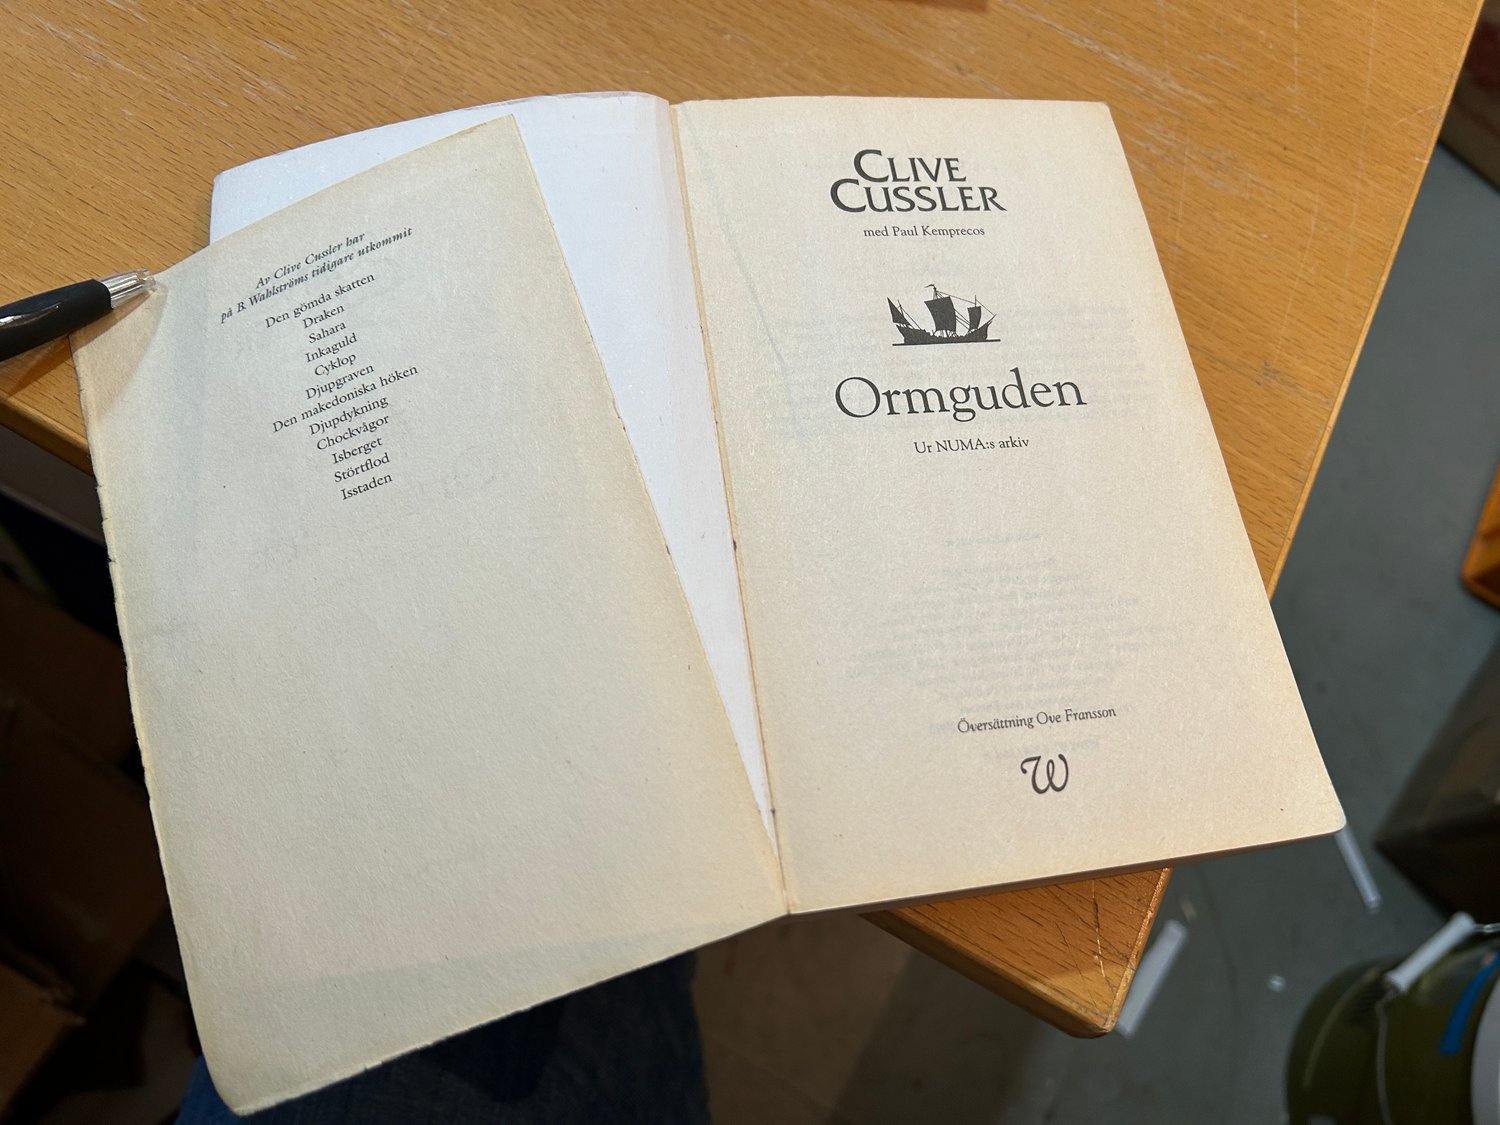 Av Clive Cussler har
på B. Wahlströms tidigare utkommit
Den gömda skatten
Draken
Sahara
Inkaguld
Cyklop
Djupgraven
Den makedoniska höken
Djupdykning
Chockvågor
Isberget
Störtflod
Isstaden
CLIVE
CUSSLER
med Paul Kemprecos
Ormguden
Ur NUMA:s arkiv
Översättning Ove Fransson
W